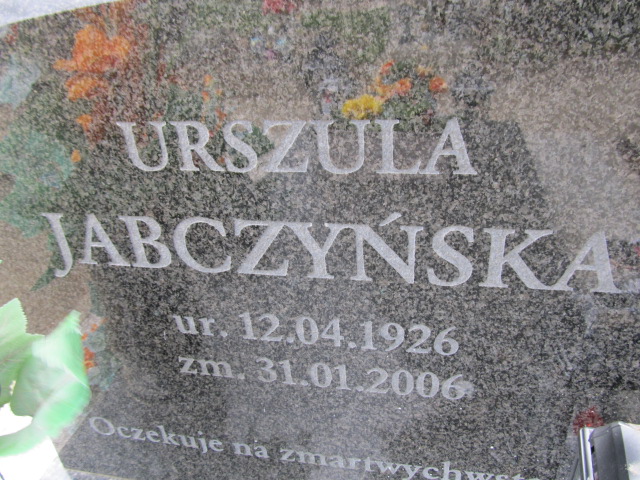 URSZULA
JABCZYŃSKA
ur. 12.04.1926
zm. 31.01.2006
Oczekuje na